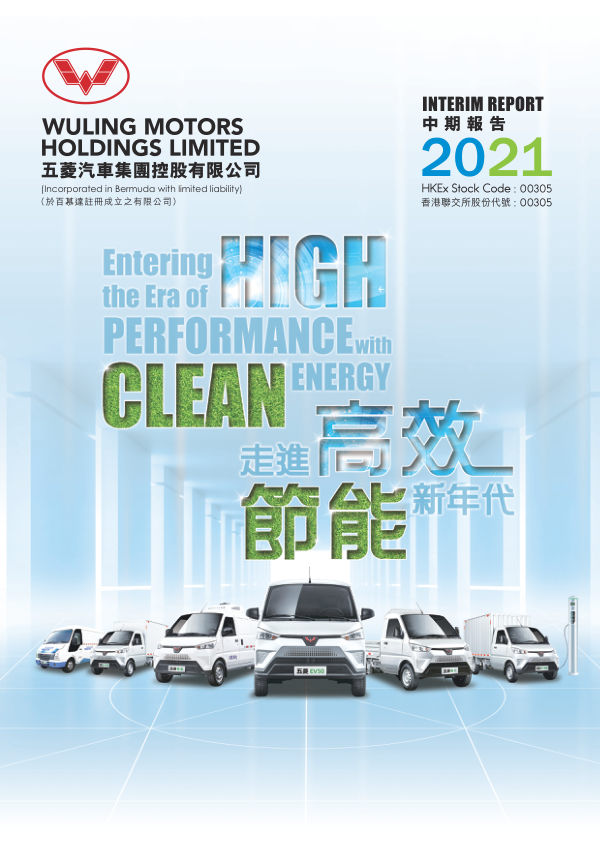 WULING MOTORS
HOLDINGS LIMITED
五菱汽車集團控股有限公司
(Incorporated in Bermuda with limited liability)
(於百慕達註冊成立之有限公司)
INTERIM REPORT
中期報告
2021
HKEx Stock Code : 00305
香港聯交所股份代號 : 00305
Entering
the Era of HIGH
PERFORMANCE with
CLEAN ENERGY
走進高效
節能新年代
五菱 EV50